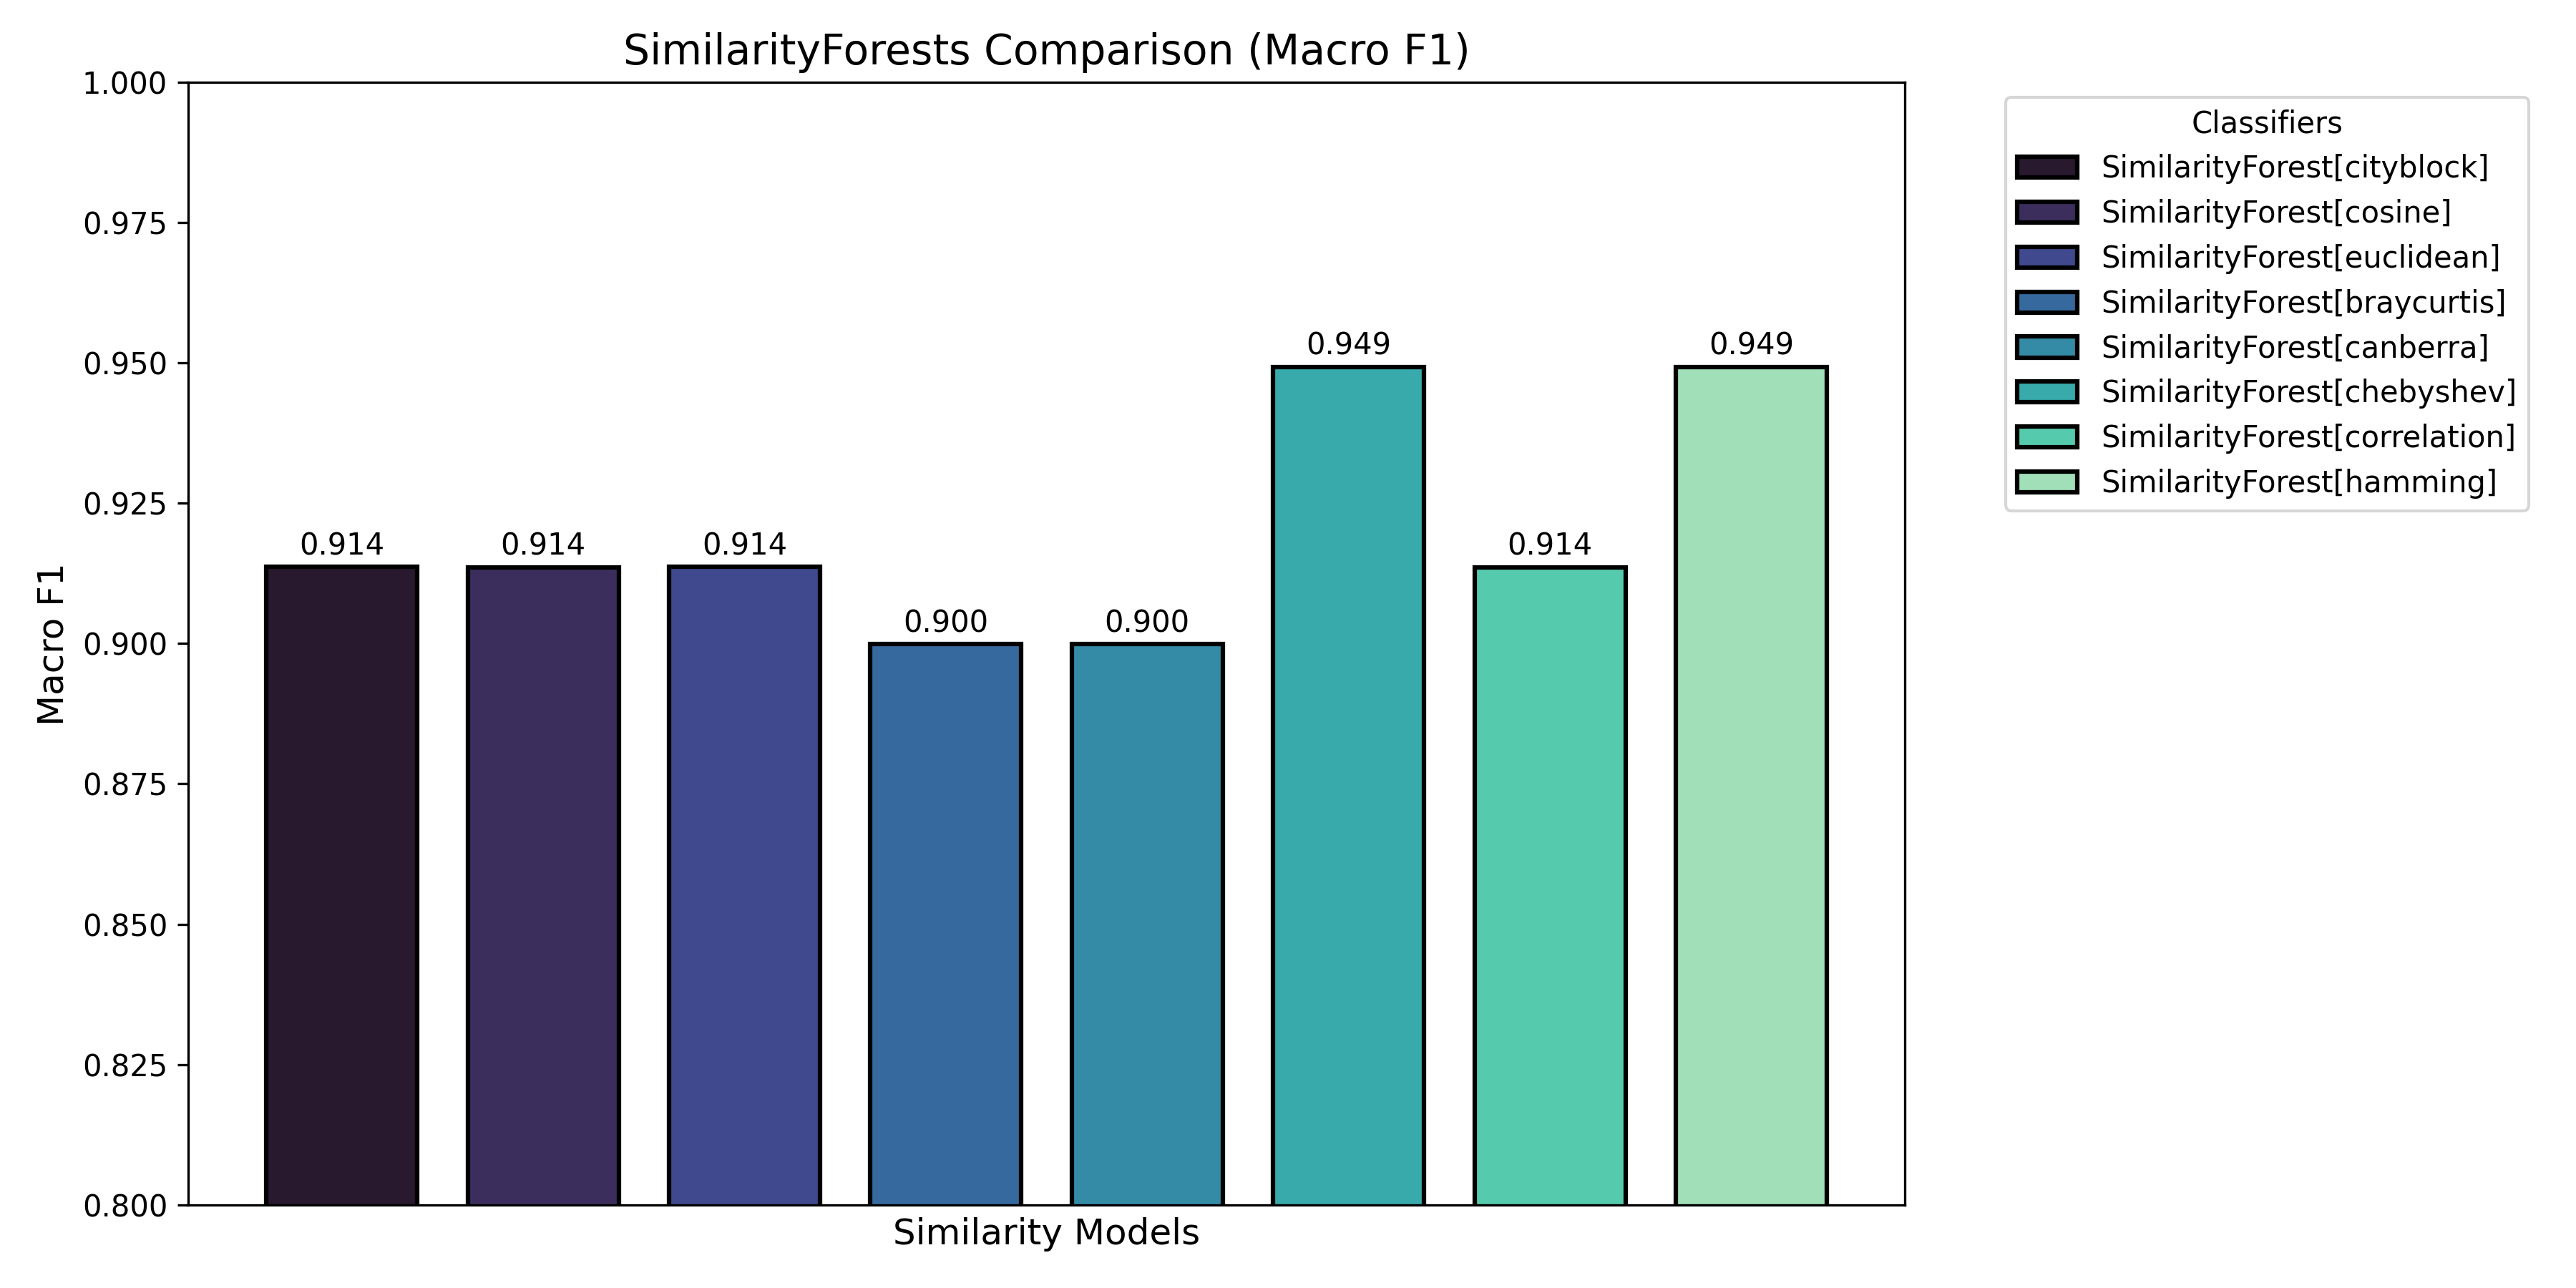 SimilarityForests Comparison (Macro F1)
1.000
0.975
0.950
0.925
0.900
0.875
0.850
0.825
0.800
Macro F1
0.914
0.914
0.914
0.900
0.900
0.949
0.914
0.949
Similarity Models
Classifiers
SimilarityForest[cityblock]
SimilarityForest[cosine]
SimilarityForest[euclidean]
SimilarityForest[braycurtis]
SimilarityForest[canberra]
SimilarityForest[chebyshev]
SimilarityForest[correlation]
SimilarityForest[hamming]